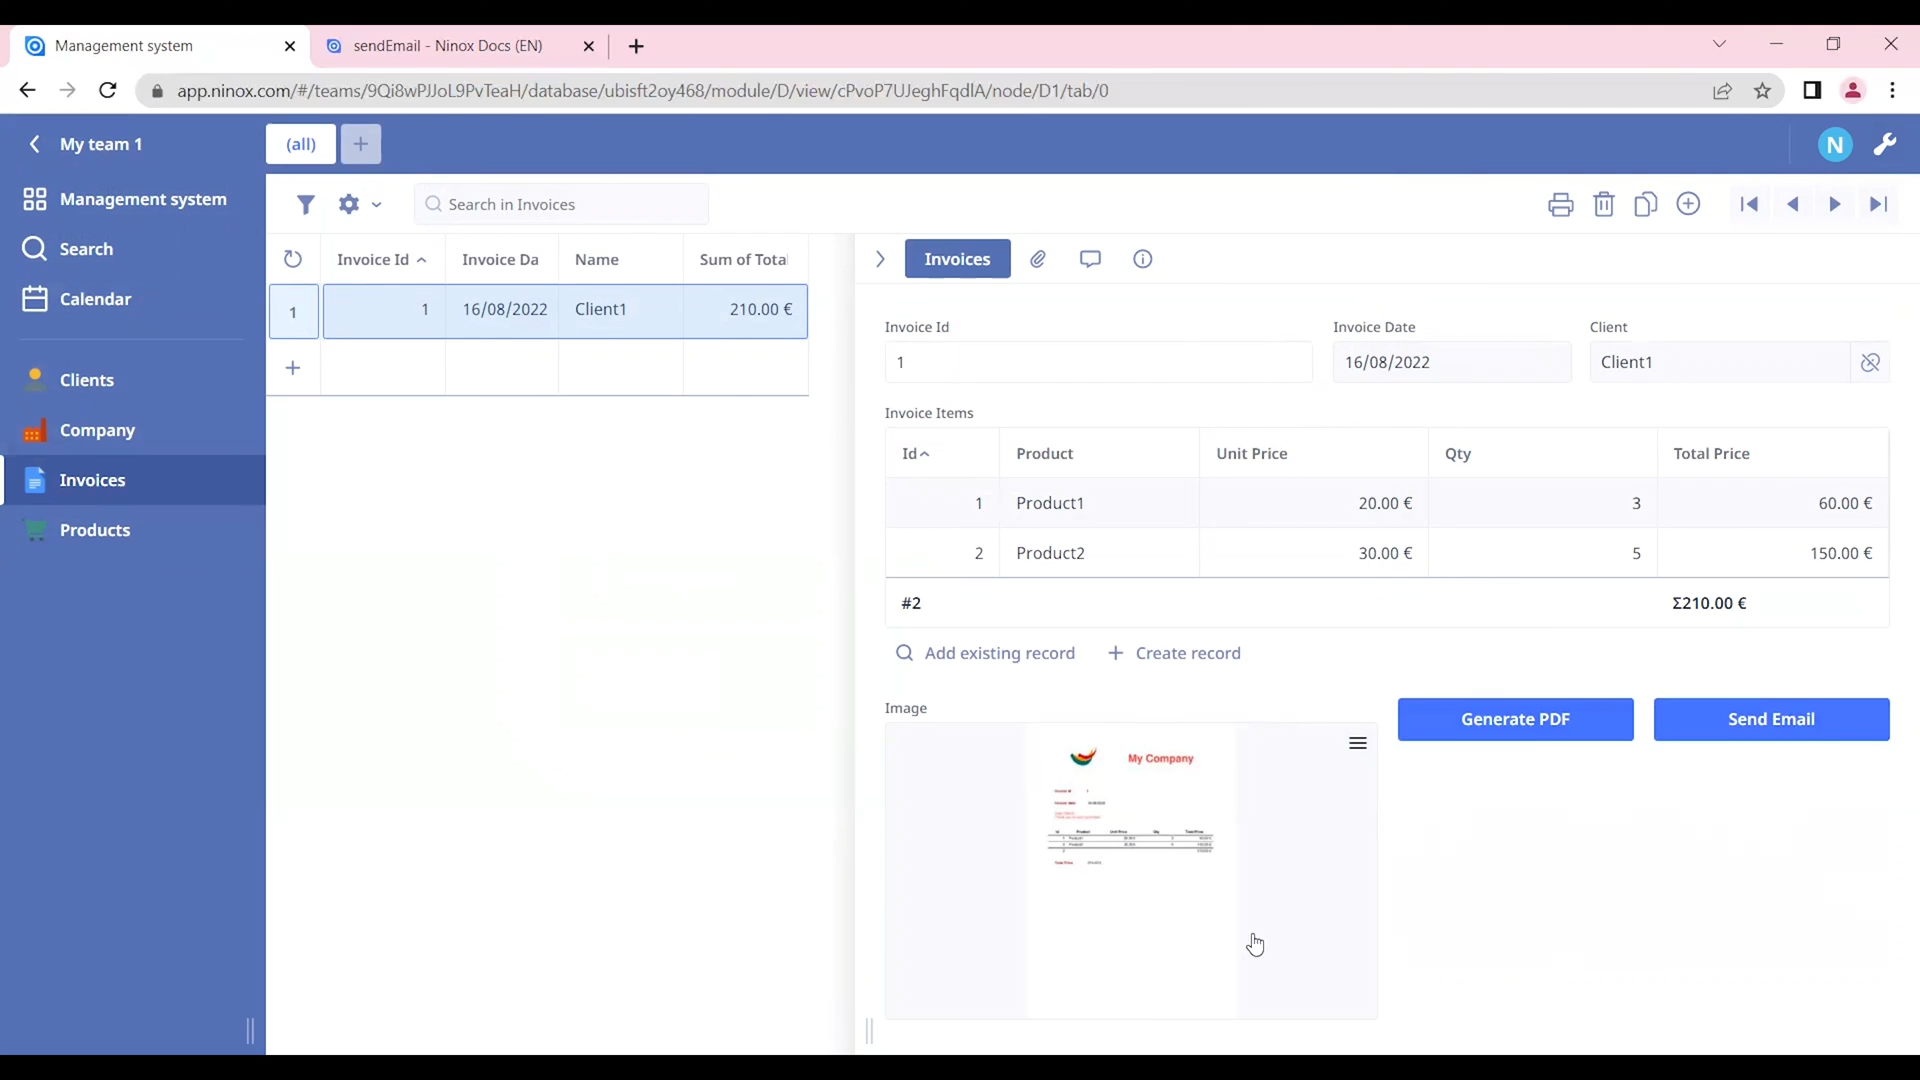 Management system
sendEmail - Ninox Docs (EN)
app.ninox.com/#/teams/9Qi8wPJJoL9PvTeaH/database/ubisft2oy468/module/D/view/cPvoP7UJeghFqdlA/node/D1/tab/0
My team 1
(all)
N
Management system
Search
Calendar
Clients
Company
Invoices
Products
Search in Invoices
Invoice Id
Invoice Da
Name
Sum of Tota
1
1
16/08/2022
Client1
210.00 €
Invoices
Invoice Id
Invoice Date
Client
1
16/08/2022
Client1
Invoice Items
Id
Product
Unit Price
Qty
Total Price
1
Product1
20.00 €
3
60.00 €
2
Product2
30.00 €
5
150.00 €
#2
Σ210.00 €
Add existing record
Create record
Image
Generate PDF
Send Email
My Company